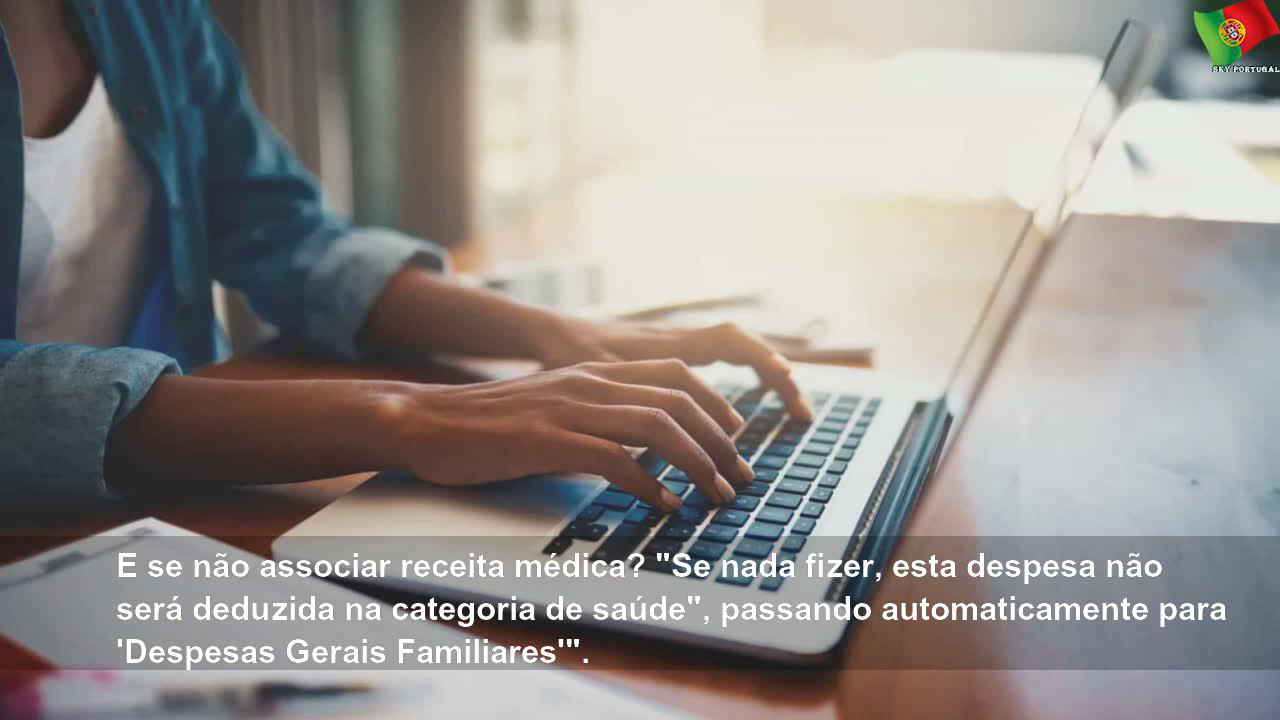 SKY PORTUGAL
E se não associar receita médica? "Se nada fizer, esta despesa não
será deduzida na categoria de saúde", passando automaticamente para
'Despesas Gerais Familiares'".